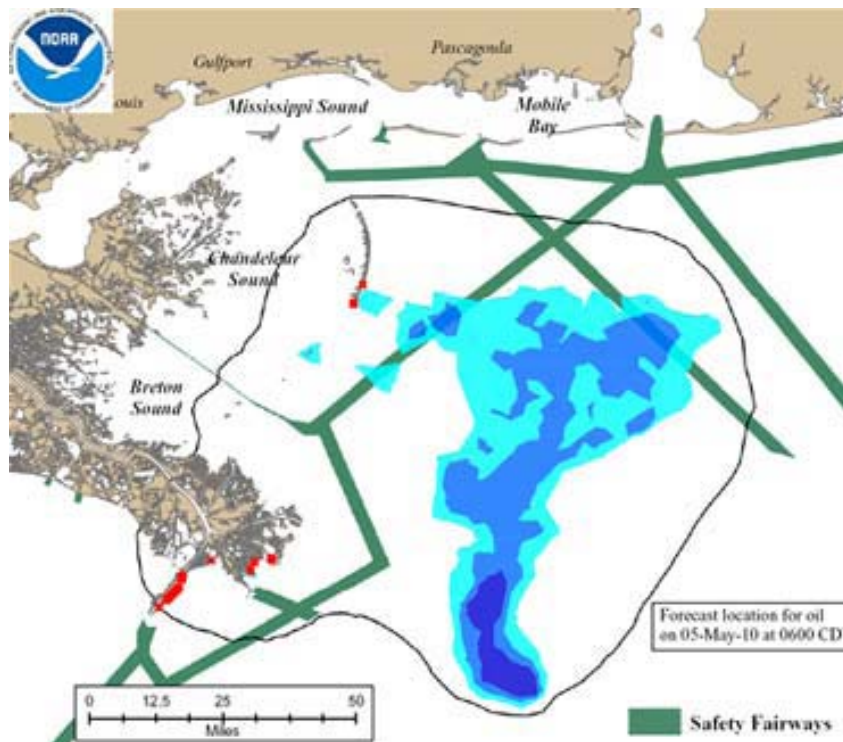 NOAA
Gulfport
Pascagoula
ouis
Mississippi Sound
Mobile
Bay
Chandeleur
Sound
Breton
Sound
Forecast location for oil
on 05-May-10 at 0600 CD
0 12.5 25 50
Miles
Safety Fairways